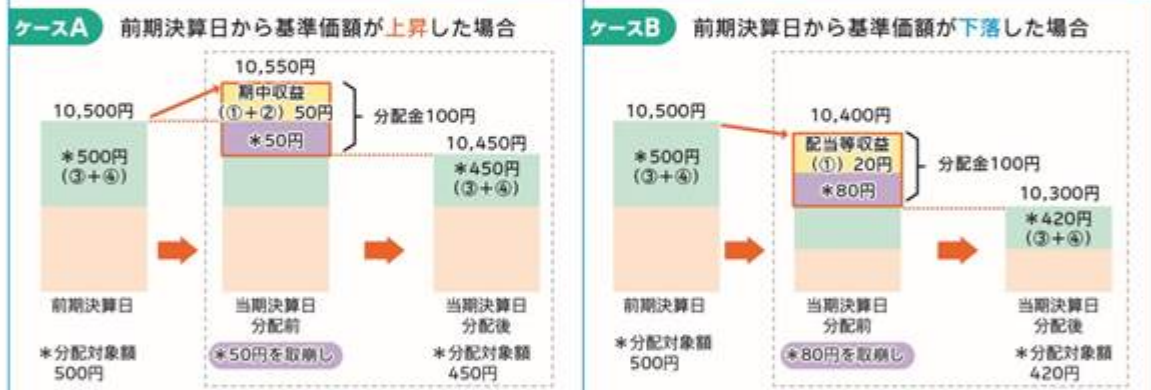 ケースA 前期決算日から基準価額が上昇した場合
10,550円
期中収益
(①+②) 50円
*50円
分配金100円
10,500円
*500円
(③+④)
10,450円
*450円
(③+④)
前期決算日
当期決算日
分配前
当期決算日
分配後
*分配対象額
500円
*50円を取崩し
*分配対象額
450円
ケースB 前期決算日から基準価額が下落した場合
10,500円
*500円
(③+④)
10,400円
配当等収益
(①) 20円
*80円
分配金100円
10,300円
*420円
(③+④)
前期決算日
当期決算日
分配前
当期決算日
分配後
*分配対象額
500円
*80円を取崩し
*分配対象額
420円